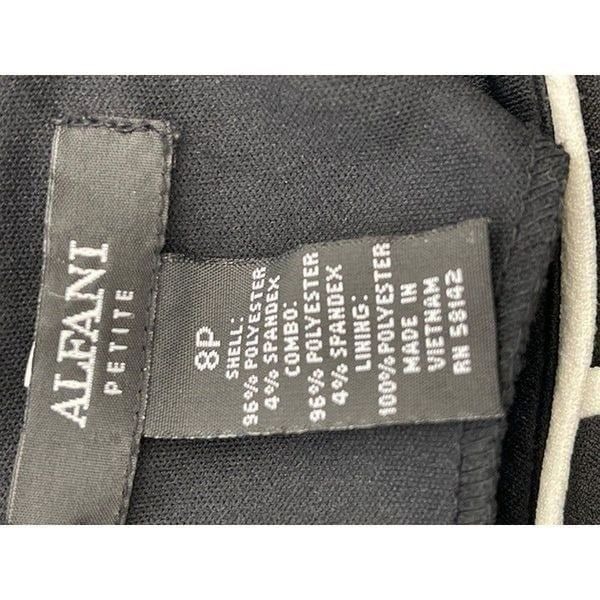 ALFANI
PETITE
8P
SHELL:
96% POLYESTER
4% SPANDEX
COMBO:
96% POLYESTER
4% SPANDEX
LINING:
100% POLYESTER
MADE IN
VIETNAM
RN 58142